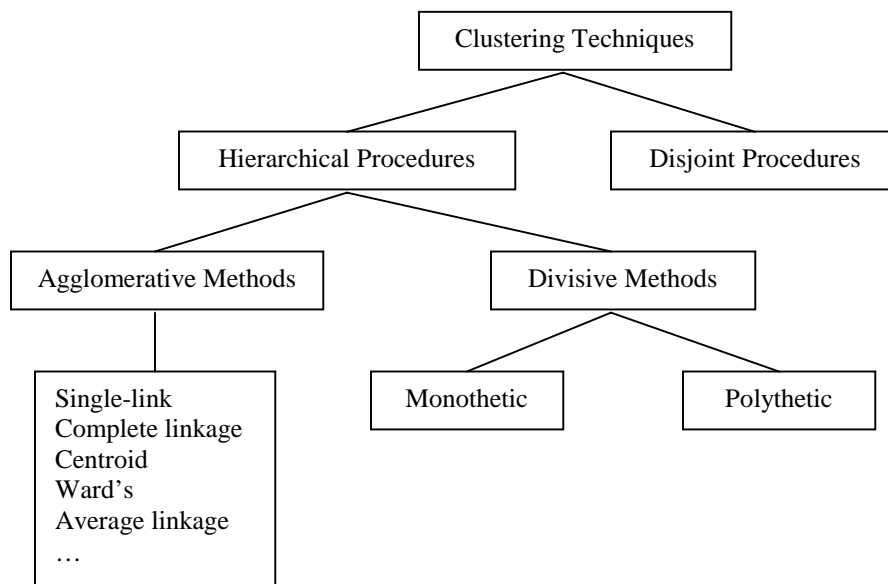 Clustering Techniques
Hierarchical Procedures
Disjoint Procedures
Agglomerative Methods
Divisive Methods
Single-link
Complete linkage
Centroid
Ward’s
Average linkage
…
Monothetic
Polythetic